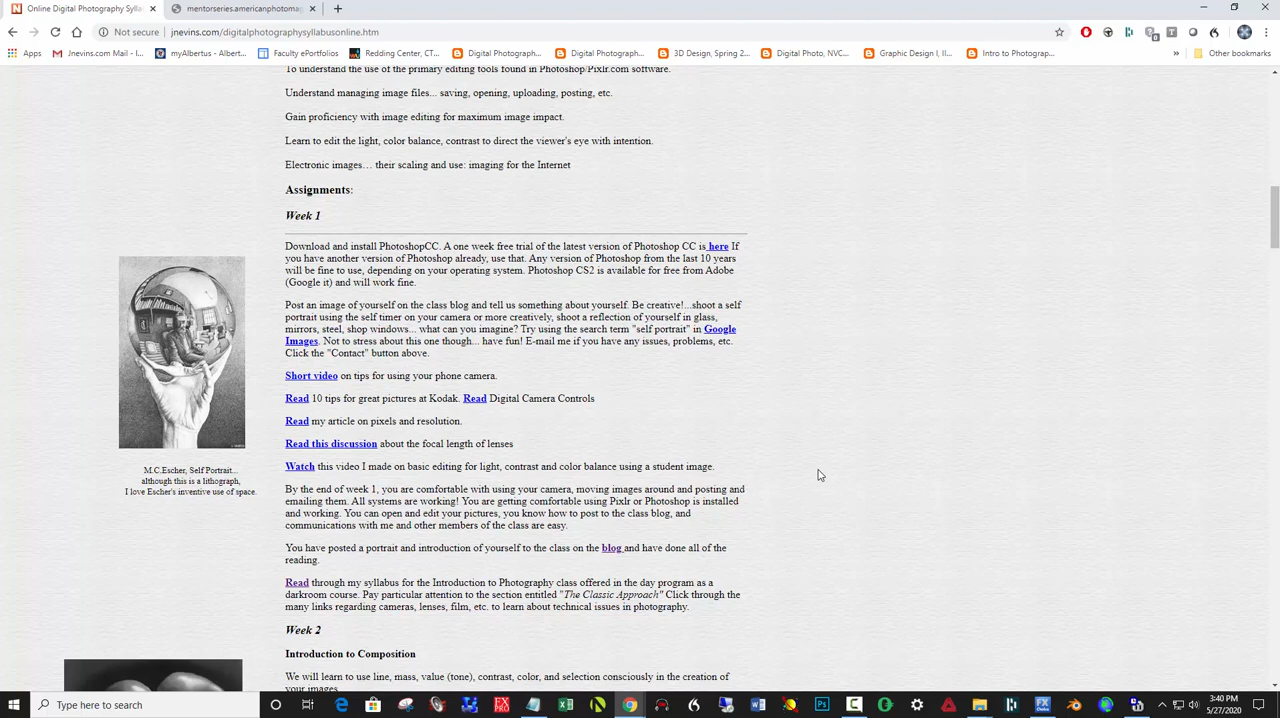 Online Digital Photography Sylla
mentorseries.americanphotomag
Not secure | jnevins.com/digitalphotographysyllabusonline.htm
Apps
Jnevins.com Mail - I...
myAlbertus - Albert...
Faculty ePortfolios
Redding Center, CT...
Digital Photograph...
Digital Photograph...
3D Design, Spring 2...
Digital Photo, NVC...
Graphic Design I, II...
Intro to Photograp...
»
Other bookmarks
To understand the use of the primary editing tools found in Photoshop/Pixlr.com software.
Understand managing image files... saving, opening, uploading, posting, etc.
Gain proficiency with image editing for maximum image impact.
Learn to edit the light, color balance, contrast to direct the viewer's eye with intention.
Electronic images… their scaling and use: imaging for the Internet
Assignments:
Week 1
Download and install PhotoshopCC. A one week free trial of the latest version of Photoshop CC is here If
you have another version of Photoshop already, use that. Any version of Photoshop from the last 10 years
will be fine to use, depending on your operating system. Photoshop CS2 is available for free from Adobe
(Google it) and will work fine.
Post an image of yourself on the class blog and tell us something about yourself. Be creative!...shoot a self
portrait using the self timer on your camera or more creatively, shoot a reflection of yourself in glass,
mirrors, steel, shop windows... what can you imagine? Try using the search term "self portrait" in Google
Images. Not to stress about this one though... have fun! E-mail me if you have any issues, problems, etc.
Click the "Contact" button above.
Short video on tips for using your phone camera.
Read 10 tips for great pictures at Kodak. Read Digital Camera Controls
Read my article on pixels and resolution.
Read this discussion about the focal length of lenses
Watch this video I made on basic editing for light, contrast and color balance using a student image.
M.C.Escher, Self Portrait...
although this is a lithograph,
I love Escher's inventive use of space.
By the end of week 1, you are comfortable with using your camera, moving images around and posting and
emailing them. All systems are working! You are getting comfortable using Pixlr or Photoshop is installed
and working. You can open and edit your pictures, you know how to post to the class blog, and
communications with me and other members of the class are easy.
You have posted a portrait and introduction of yourself to the class on the blog and have done all of the
reading.
Read through my syllabus for the Introduction to Photography class offered in the day program as a
darkroom course. Pay particular attention to the section entitled "The Classic Approach" Click through the
many links regarding cameras, lenses, film, etc. to learn about technical issues in photography.
Week 2
Introduction to Composition
We will learn to use line, mass, value (tone), contrast, color, and selection consciously in the creation of
your images.
Type here to search
3:40 PM
5/27/2020